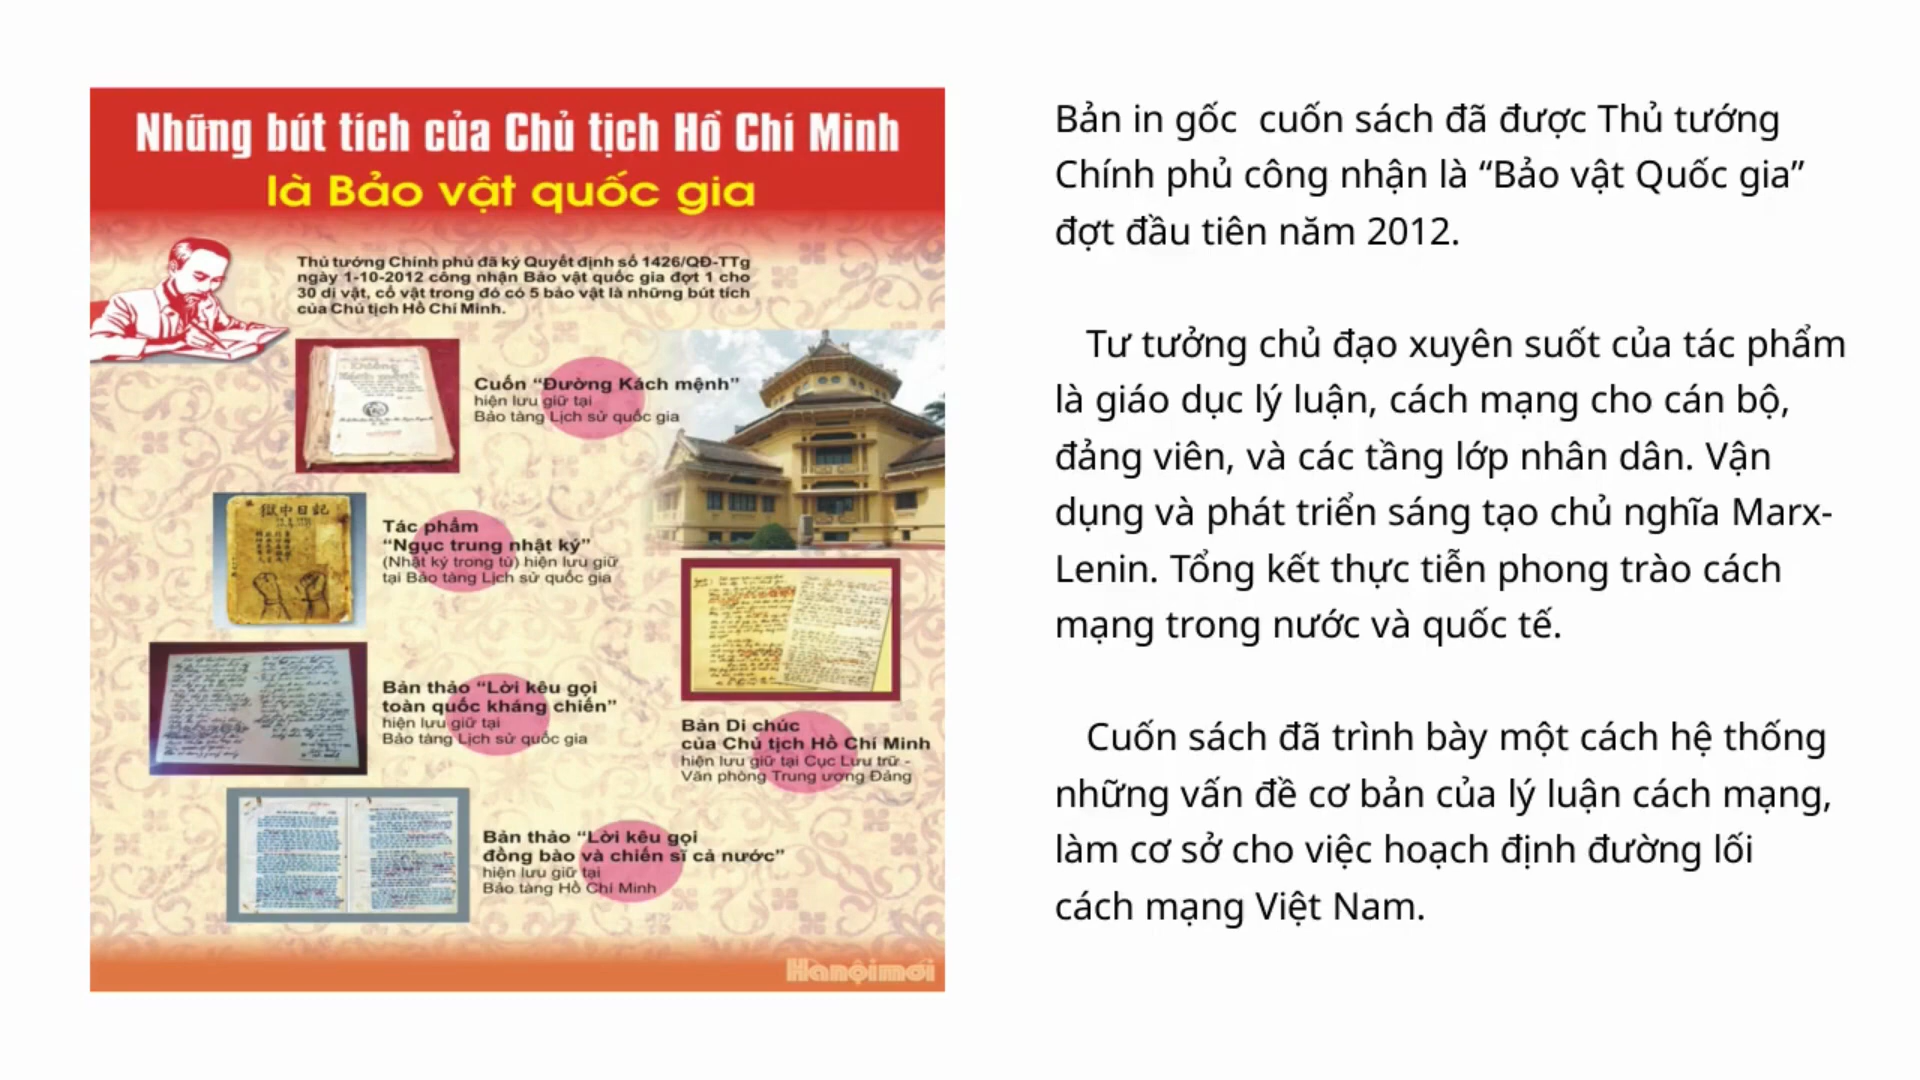 Những bút tích của Chủ tịch Hồ Chí Minh
là Bảo vật quốc gia
Thủ tướng Chính phủ đã ký Quyết định số 1426/QĐ-TTg
ngày 1-10-2012 công nhận Bảo vật quốc gia đợt 1 cho
30 di vật, cổ vật trong đó có 5 bảo vật là những bút tích
của Chủ tịch Hồ Chí Minh.
Cuốn “Đường Kách mệnh”
hiện lưu giữ tại
Bảo tàng Lịch sử quốc gia
獄中日記
Tác phẩm
“Ngục trung nhật ký”
(Nhật ký trong tù) hiện lưu giữ
tại Bảo tàng Lịch sử quốc gia
Bản thảo “Lời kêu gọi
toàn quốc kháng chiến”
hiện lưu giữ tại
Bảo tàng Lịch sử quốc gia
Bản Di chúc
của Chủ tịch Hồ Chí Minh
hiện lưu giữ tại Cục Lưu trữ -
Văn phòng Trung ương Đảng
Bản thảo “Lời kêu gọi
đồng bào và chiến sĩ cả nước”
hiện lưu giữ tại
Bảo tàng Hồ Chí Minh
Hànộimới
Bản in gốc  cuốn sách đã được Thủ tướng
Chính phủ công nhận là “Bảo vật Quốc gia”
đợt đầu tiên năm 2012.
Tư tưởng chủ đạo xuyên suốt của tác phẩm
là giáo dục lý luận, cách mạng cho cán bộ,
đảng viên, và các tầng lớp nhân dân. Vận
dụng và phát triển sáng tạo chủ nghĩa Marx-
Lenin. Tổng kết thực tiễn phong trào cách
mạng trong nước và quốc tế.
Cuốn sách đã trình bày một cách hệ thống
những vấn đề cơ bản của lý luận cách mạng,
làm cơ sở cho việc hoạch định đường lối
cách mạng Việt Nam.